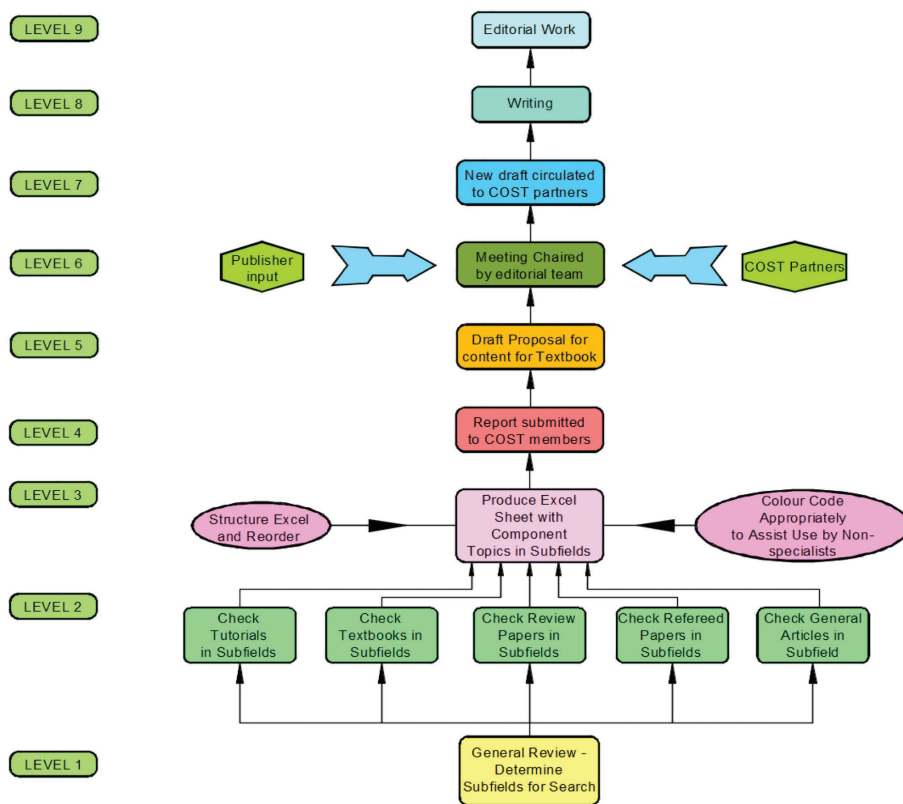 LEVEL 9
Editorial Work
LEVEL 8
Writing
LEVEL 7
New draft circulated
to COST partners
LEVEL 6
Publisher
input
Meeting Chaired
by editorial team
COST Partners
LEVEL 5
Draft Proposal for
content for Textbook
LEVEL 4
Report submitted
to COST members
LEVEL 3
Structure Excel
and Reorder
Produce Excel
Sheet with
Component
Topics in Subfields
Colour Code
Appropriately
to Assist Use by Non-
specialists
LEVEL 2
Check
Tutorials
in Subfields
Check
Textbooks in
Subfields
Check Review
Papers in
Subfields
Check Refereed
Papers in
Subfields
Check General
Articles in
Subfield
LEVEL 1
General Review -
Determine
Subfields for Search